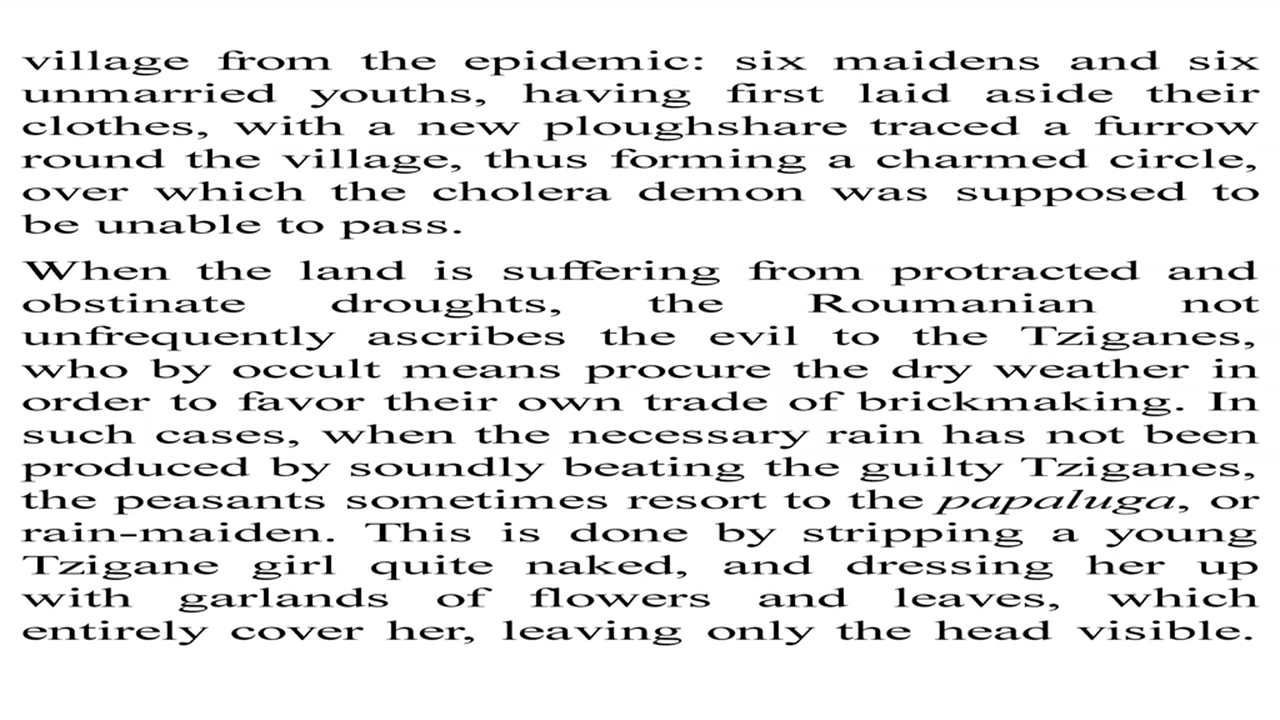 village from the epidemic: six maidens and six
unmarried youths, having first laid aside their
clothes, with a new ploughshare traced a furrow
round the village, thus forming a charmed circle,
over which the cholera demon was supposed to
be unable to pass.
When the land is suffering from protracted and
obstinate droughts, the Roumanian not
unfrequently ascribes the evil to the Tziganes,
who by occult means procure the dry weather in
order to favor their own trade of brickmaking. In
such cases, when the necessary rain has not been
produced by soundly beating the guilty Tziganes,
the peasants sometimes resort to the papaluga, or
rain-maiden. This is done by stripping a young
Tzigane girl quite naked, and dressing her up
with garlands of flowers and leaves, which
entirely cover her, leaving only the head visible.